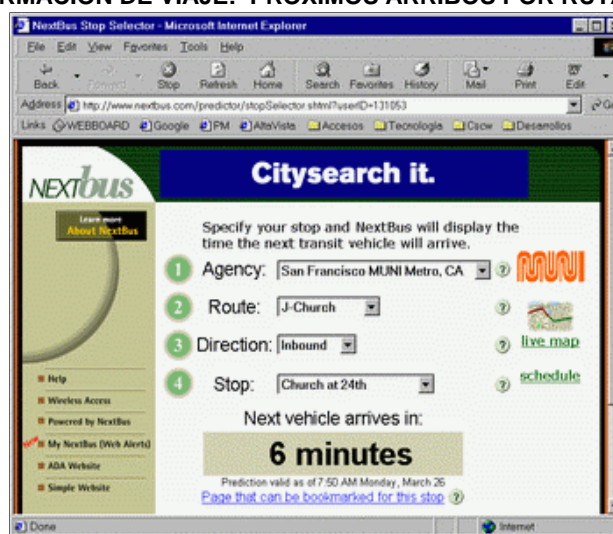 RMACIÓN DE VIAJE: PRÓXIMOS ARRIBOS POR RUTA
NextBus Stop Selector - Microsoft Internet Explorer
File Edit View Favorites Tools Help
Back Forward Stop Refresh Home Search Favorites History Mail Print Edit
Address http://www.nextbus.com/predictor/stopSelector.shtml?userID=131053
Links WEBBOARD Google PM AltaVista Accesos Tecnologia Cscw Desarrollos
NEXTbus
Citysearch it.
Learn more
About NextBus
Specify your stop and NextBus will display the
time the next transit vehicle will arrive.
1 Agency: San Francisco MUNI Metro, CA ? MUNI
2 Route: J-Church ?
3 Direction: Inbound ? live map
4 Stop: Church at 24th ? schedule
Help
Wireless Access
Powered by NextBus
New My NextBus (Web Alerts)
ADA Website
Simple Website
Next vehicle arrives in:
6 minutes
Prediction valid as of 7:50 AM Monday, March 26
Page that can be bookmarked for this stop ?
Done Internet